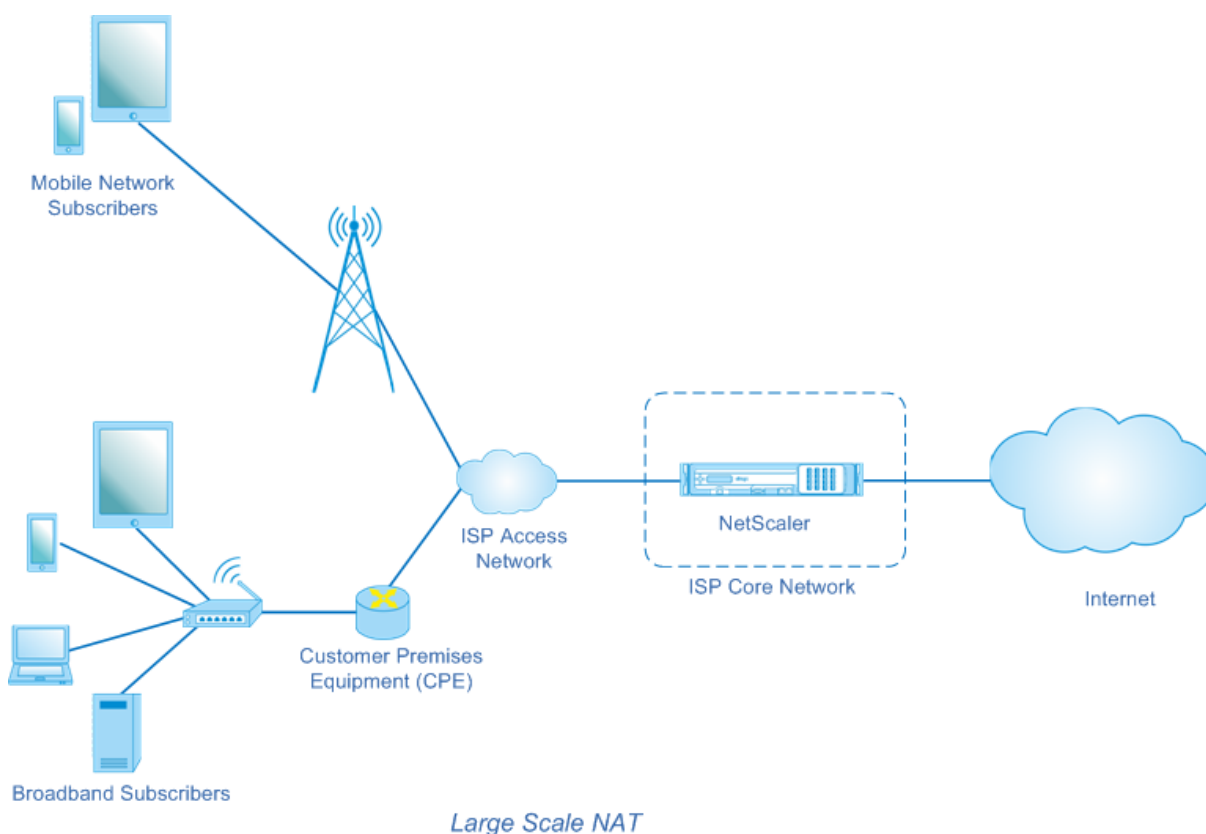 Mobile Network
Subscribers
ISP Access
Network
NetScaler
ISP Core Network
Internet
Customer Premises
Equipment (CPE)
Broadband Subscribers
Large Scale NAT